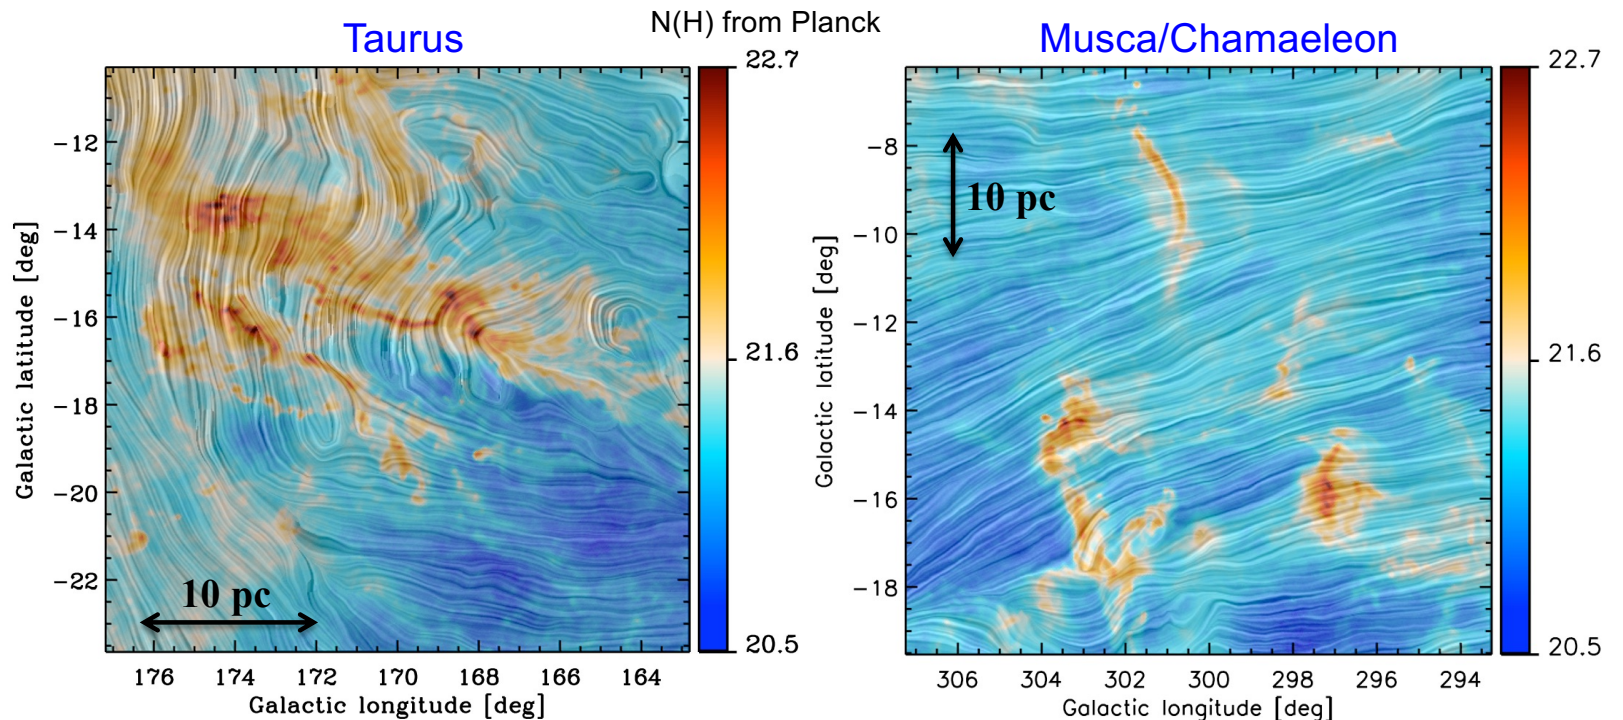 Taurus
N(H) from Planck
Musca/Chamaeleon
22.7
21.6
20.5
−12
−14
−16
−18
−20
−22
Galactic latitude [deg]
10 pc
176 174 172 170 168 166 164
Galactic longitude [deg]
22.7
21.6
20.5
−8
−10
−12
−14
−16
−18
Galactic latitude [deg]
10 pc
306 304 302 300 298 296 294
Galactic longitude [deg]